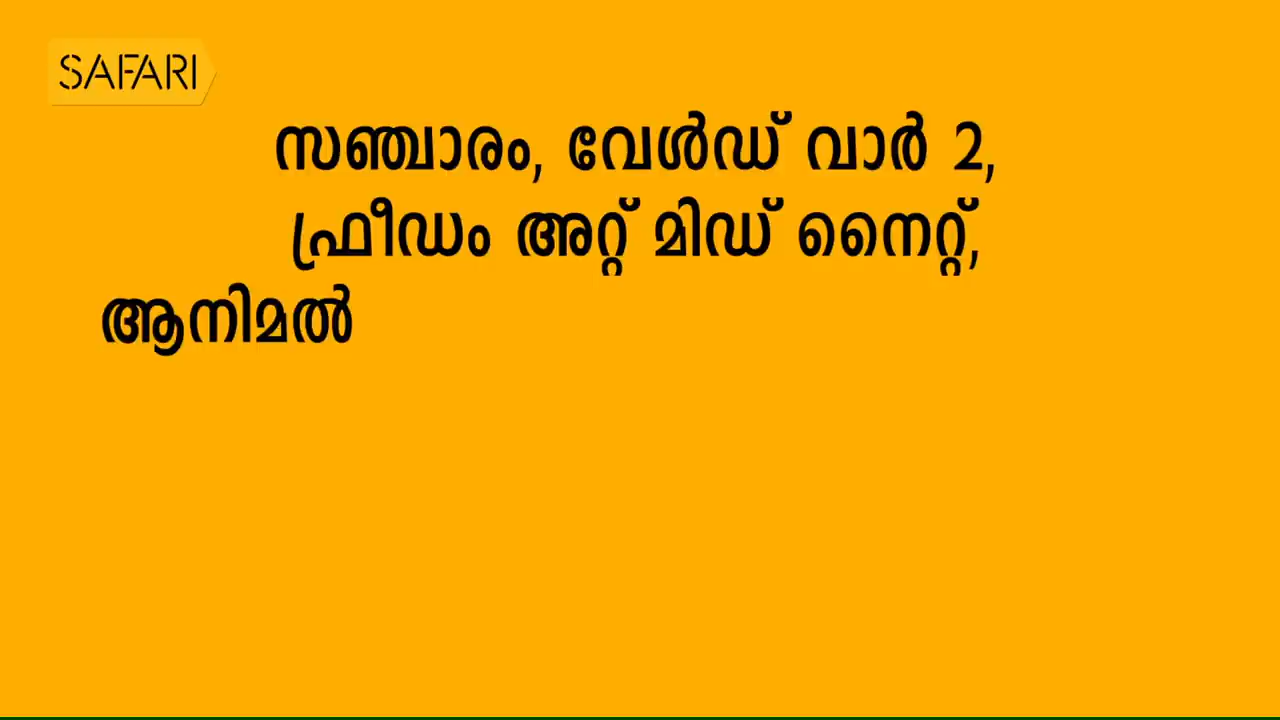 SAFARI
സഞ്ചാരം, വേൾഡ് വാർ 2,
ഫ്രീഡം അറ്റ് മിഡ് നൈറ്റ്,
ആനിമൽ